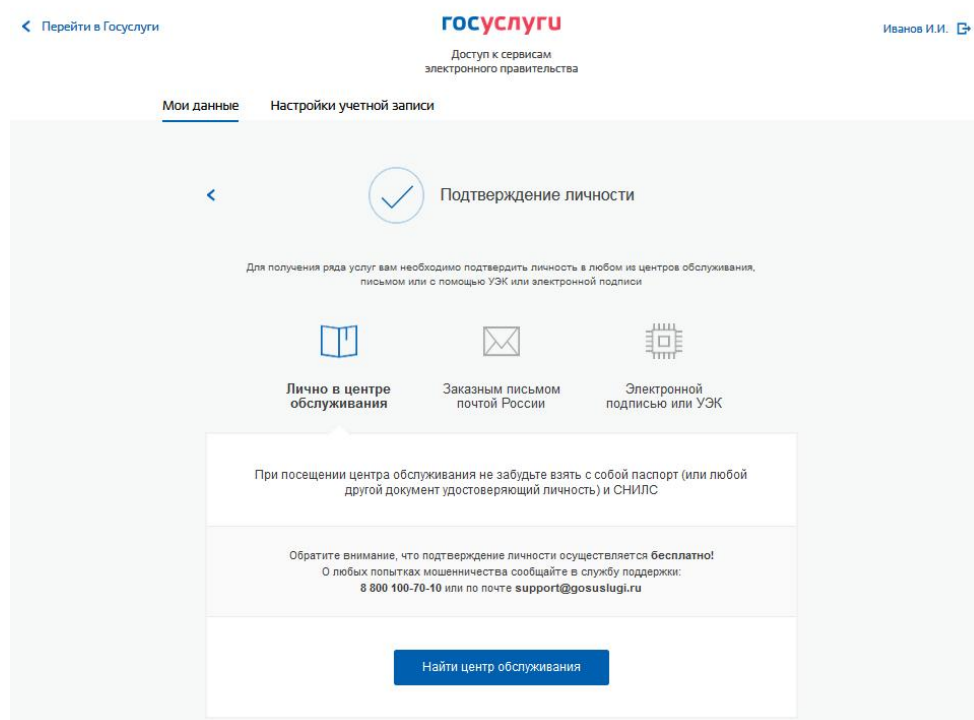 Перейти в Госуслуги
госуслуги
Иванов И.И.
Доступ к сервисам
электронного правительства
Мои данные
Настройки учетной записи
Подтверждение личности
Для получения ряда услуг вам необходимо подтвердить личность в любом из центров обслуживания,
письмом или с помощью УЭК или электронной подписи
Лично в центре
обслуживания
Заказным письмом
почтой России
Электронной
подписью или УЭК
При посещении центра обслуживания не забудьте взять с собой паспорт (или любой
другой документ удостоверяющий личность) и СНИЛС
Обратите внимание, что подтверждение личности осуществляется бесплатно!
О любых попытках мошенничества сообщайте в службу поддержки:
8 800 100-70-10 или по почте support@gosuslugi.ru
Найти центр обслуживания